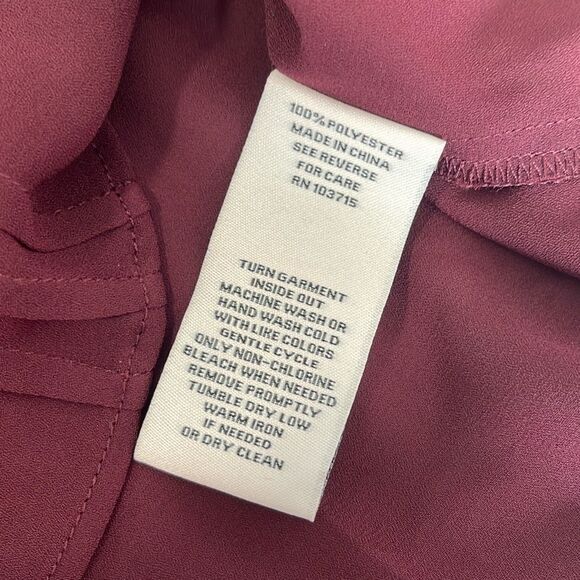 100% POLYESTER
MADE IN CHINA
SEE REVERSE
FOR CARE
RN 103715
TURN GARMENT
INSIDE OUT
MACHINE WASH OR
HAND WASH COLD
WITH LIKE COLORS
GENTLE CYCLE
ONLY NON-CHLORINE
BLEACH WHEN NEEDED
REMOVE PROMPTLY
TUMBLE DRY LOW
WARM IRON
IF NEEDED
OR DRY CLEAN